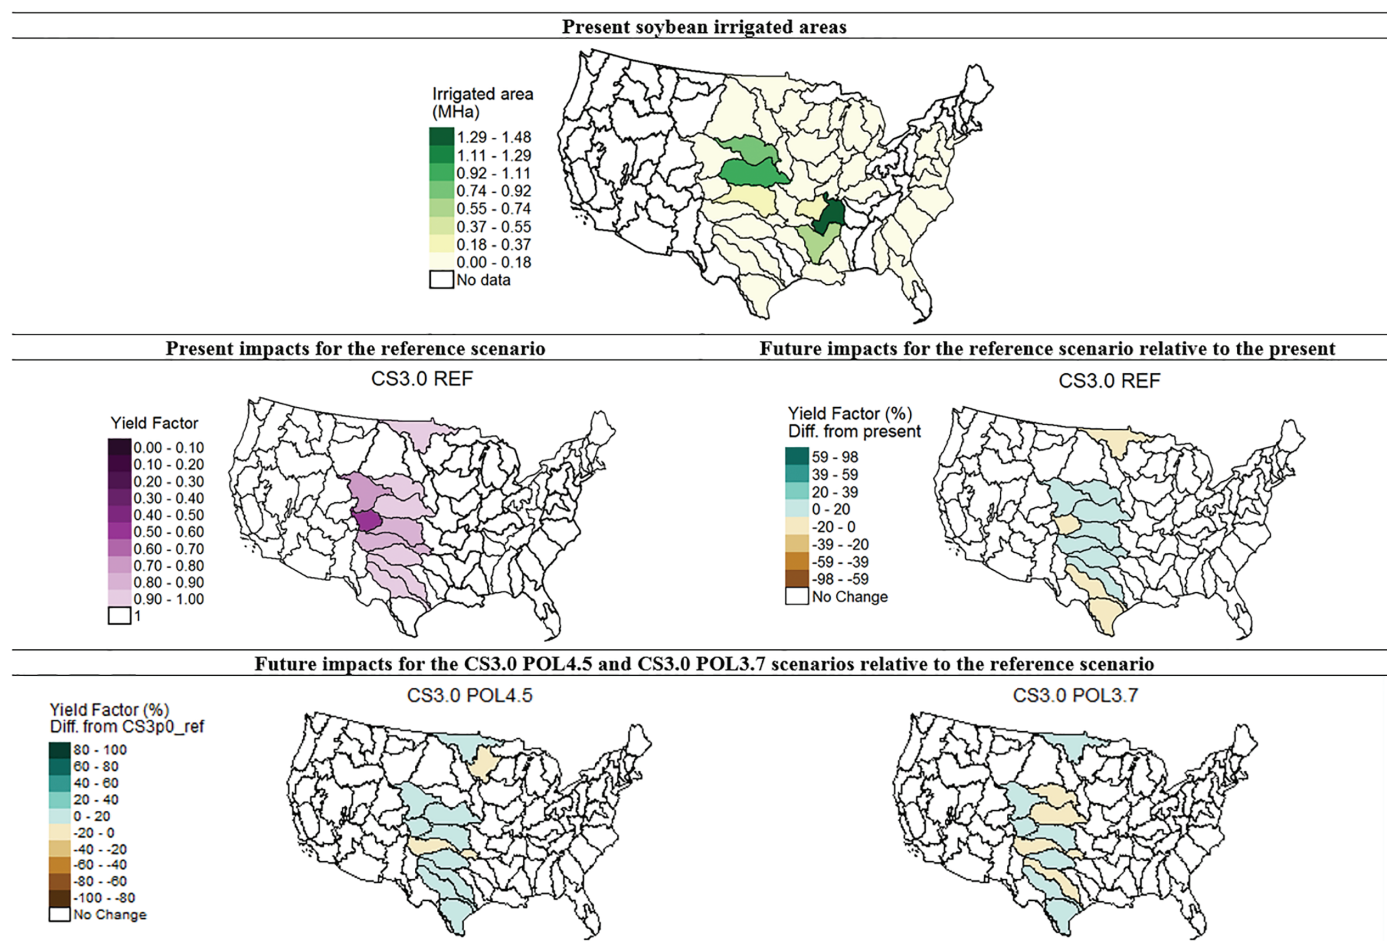 Present soybean irrigated areas
Irrigated area
(MHa)
1.29 - 1.48
1.11 - 1.29
0.92 - 1.11
0.74 - 0.92
0.55 - 0.74
0.37 - 0.55
0.18 - 0.37
0.00 - 0.18
No data
Present impacts for the reference scenario
Future impacts for the reference scenario relative to the present
CS3.0 REF
Yield Factor
0.00 - 0.10
0.10 - 0.20
0.20 - 0.30
0.30 - 0.40
0.40 - 0.50
0.50 - 0.60
0.60 - 0.70
0.70 - 0.80
0.80 - 0.90
0.90 - 1.00
1
CS3.0 REF
Yield Factor (%)
Diff. from present
59 - 98
39 - 59
20 - 39
0 - 20
-20 - 0
-39 - -20
-59 - -39
-98 - -59
No Change
Future impacts for the CS3.0 POL4.5 and CS3.0 POL3.7 scenarios relative to the reference scenario
CS3.0 POL4.5
CS3.0 POL3.7
Yield Factor (%)
Diff. from CS3p0_ref
80 - 100
60 - 80
40 - 60
20 - 40
0 - 20
-20 - 0
-40 - -20
-60 - -40
-80 - -60
-100 - -80
No Change